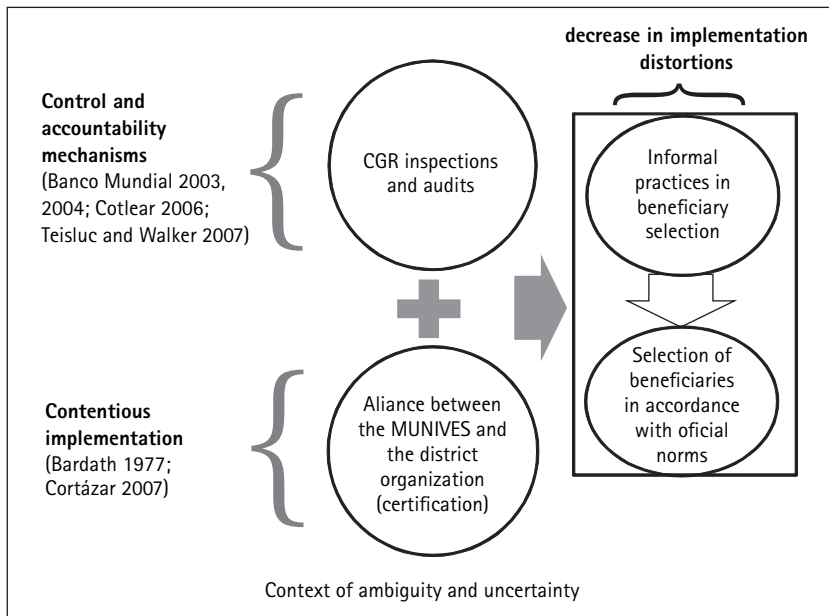 decrease in implementation
distortions
Control and
accountability
mechanisms
(Banco Mundial 2003,
2004; Cotlear 2006;
Teisluc and Walker 2007)
CGR inspections
and audits
Informal
practices in
beneficiary
selection
Contentious
implementation
(Bardath 1977;
Cortázar 2007)
Aliance between
the MUNIVES and
the district
organization
(certification)
Selection of
beneficiaries
in accordance
with oficial
norms
Context of ambiguity and uncertainty